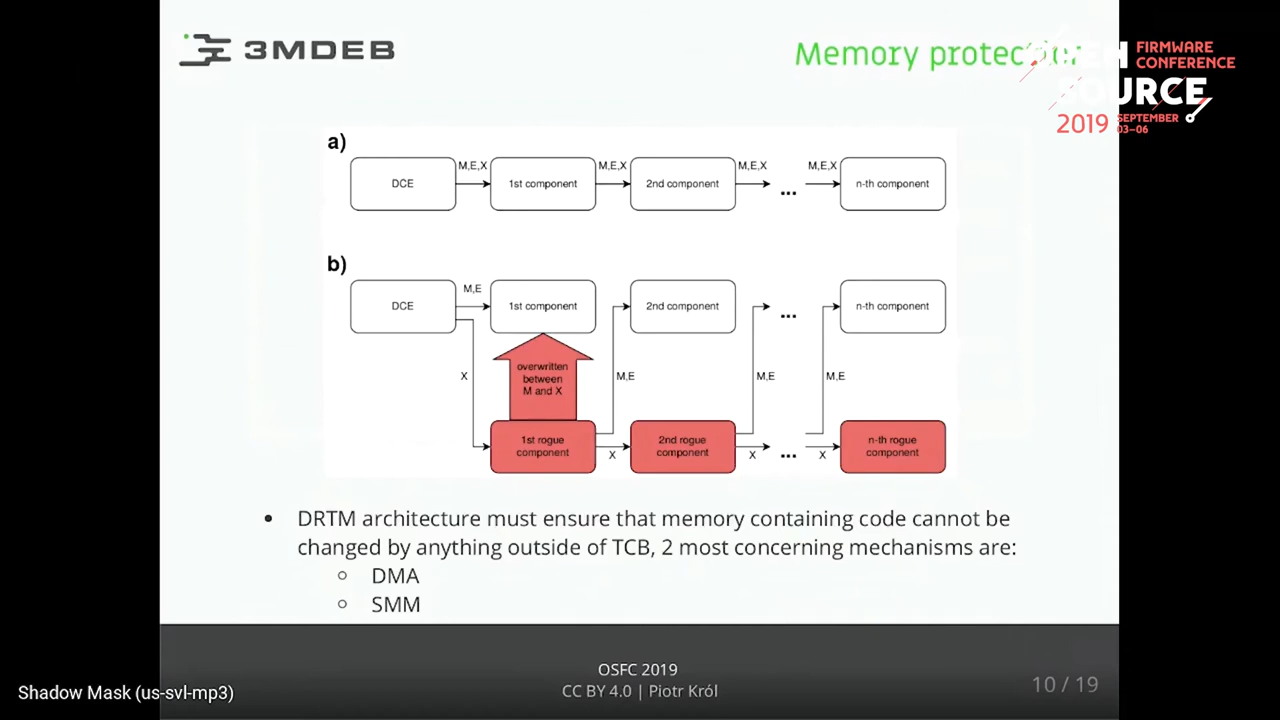 3MDEB
Memory protec
FIRMWARE
CONFERENCE
SOURCE
2019 SEPTEMBER
03–06
a)
DCE
M,E,X
1st component
M,E,X
2nd component
M,E,X
...
M,E,X
n-th component
b)
DCE
M,E
1st component
2nd component
...
n-th component
X
overwritten
between
M and X
M,E
M,E
M,E
1st rogue
component
X
2nd rogue
component
X
...
X
n-th rogue
component
• DRTM architecture must ensure that memory containing code cannot be
changed by anything outside of TCB, 2 most concerning mechanisms are:
○ DMA
○ SMM
OSFC 2019
CC BY 4.0 | Piotr Król
10 / 19
Shadow Mask (us-svl-mp3)